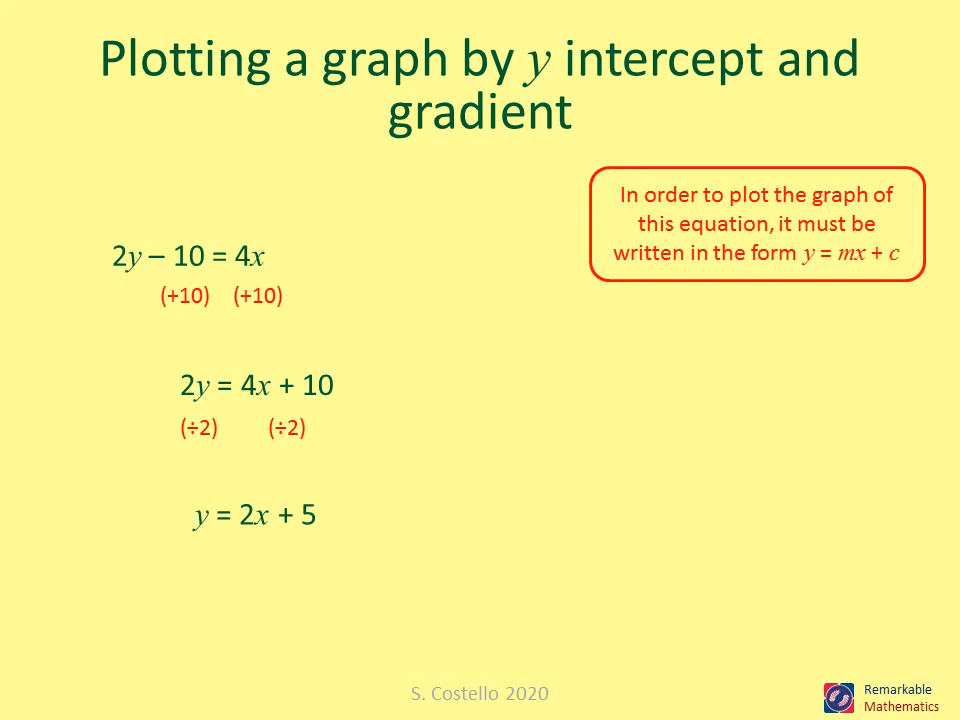 Plotting a graph by y intercept and
gradient
In order to plot the graph of
this equation, it must be
written in the form y = mx + c
2y – 10 = 4x
(+10) (+10)
2y = 4x + 10
(÷2) (÷2)
y = 2x + 5
S. Costello 2020
Remarkable
Mathematics